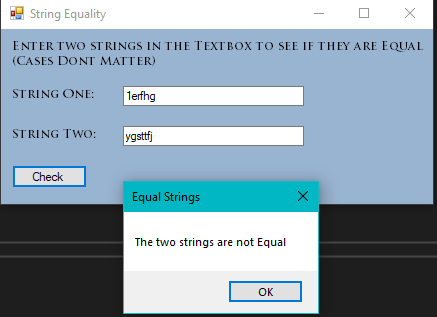 String Equality
Enter two strings in the Textbox to see if they are Equal
(Cases Dont Matter)
String One: 1erfhg
String Two: ygsttfj
Check
Equal Strings
The two strings are not Equal
OK